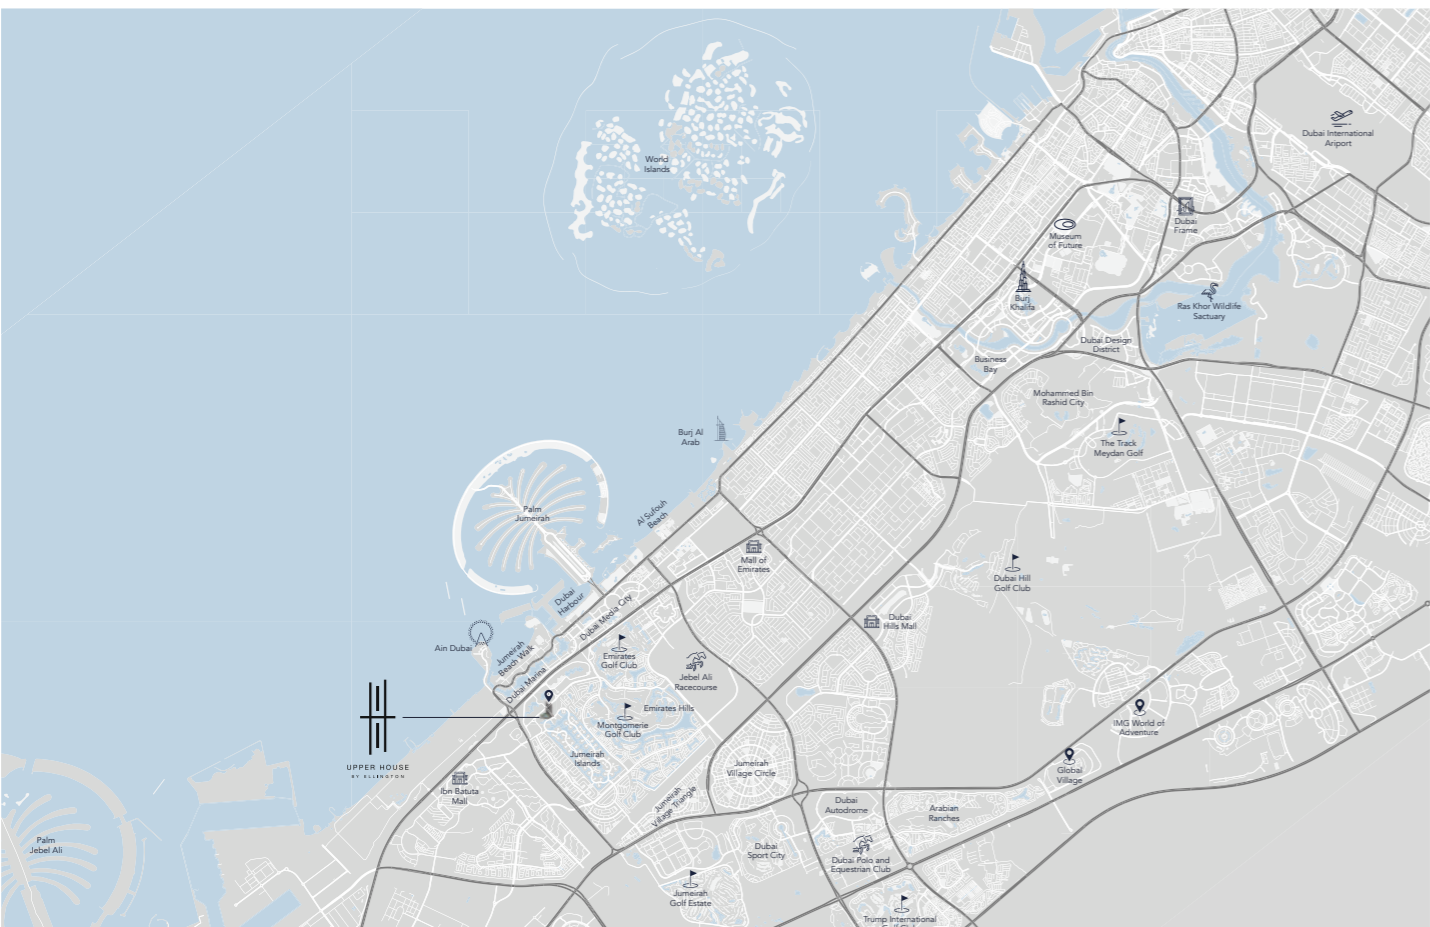 Dubai International
Ariport
World
Islands
Dubai
Frame
Museum
of Future
Burj
Khalifa
Ras Khor Wildlife
Sactuary
Dubai Design
District
Business
Bay
Mohammed Bin
Rashid City
The Track
Meydan Golf
Burj Al
Arab
Palm
Jumeirah
Al Sufouh
Beach
Mall of
Emirates
Dubai Hill
Golf Club
Dubai
Harbour
Dubai Media City
Dubai
Hills Mall
Ain Dubai
Jumeirah
Beach Walk
Emirates
Golf Club
Dubai Marina
Jebel Ali
Racecourse
Emirates Hills
Montgomerie
Golf Club
IMG World of
Adventure
UPPER HOUSE
BY ELLINGTON
Jumeirah
Islands
Jumeirah
Village Circle
Global
Village
Ibn Batuta
Mall
Jumeirah
Village Triangle
Dubai
Autodrome
Arabian
Ranches
Palm
Jebel Ali
Dubai
Sport City
Dubai Polo and
Equestrian Club
Jumeirah
Golf Estate
Trump International
Golf Club